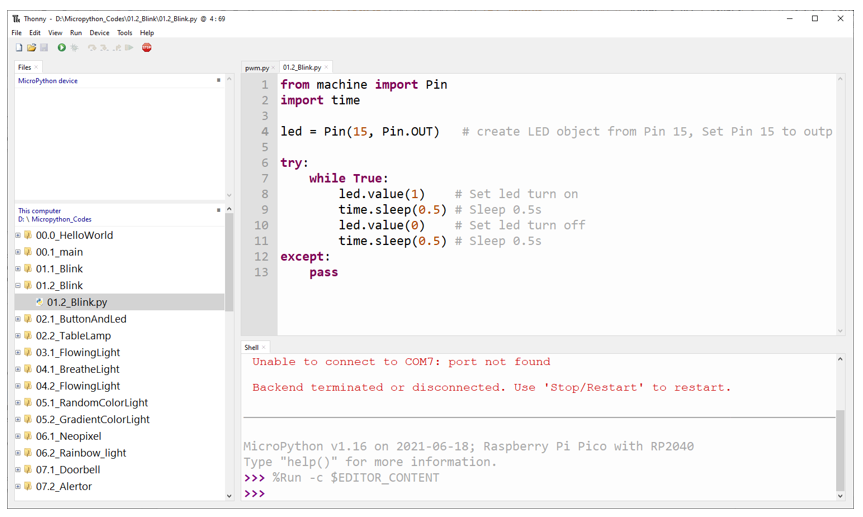 Thonny - D:\Micropython_Codes\01.2_Blink\01.2_Blink.py @ 4 : 69
File Edit View Run Device Tools Help
STOP
Files
MicroPython device
This computer
D: \ Micropython_Codes
00.0_HelloWorld
00.1_main
01.1_Blink
01.2_Blink
01.2_Blink.py
02.1_ButtonAndLed
02.2_TableLamp
03.1_FlowingLight
04.1_BreatheLight
04.2_FlowingLight
05.1_RandomColorLight
05.2_GradientColorLight
06.1_Neopixel
06.2_Rainbow_light
07.1_Doorbell
07.2_Alertor
pwm.py 01.2_Blink.py
1 from machine import Pin
2 import time
3
4 led = Pin(15, Pin.OUT) # create LED object from Pin 15, Set Pin 15 to outp
5
6 try:
7 while True:
8 led.value(1) # Set led turn on
9 time.sleep(0.5) # Sleep 0.5s
10 led.value(0) # Set led turn off
11 time.sleep(0.5) # Sleep 0.5s
12 except:
13 pass
Shell
Unable to connect to COM7: port not found
Backend terminated or disconnected. Use 'Stop/Restart' to restart.
MicroPython v1.16 on 2021-06-18; Raspberry Pi Pico with RP2040
Type "help()" for more information.
>>> %Run -c $EDITOR_CONTENT
>>>